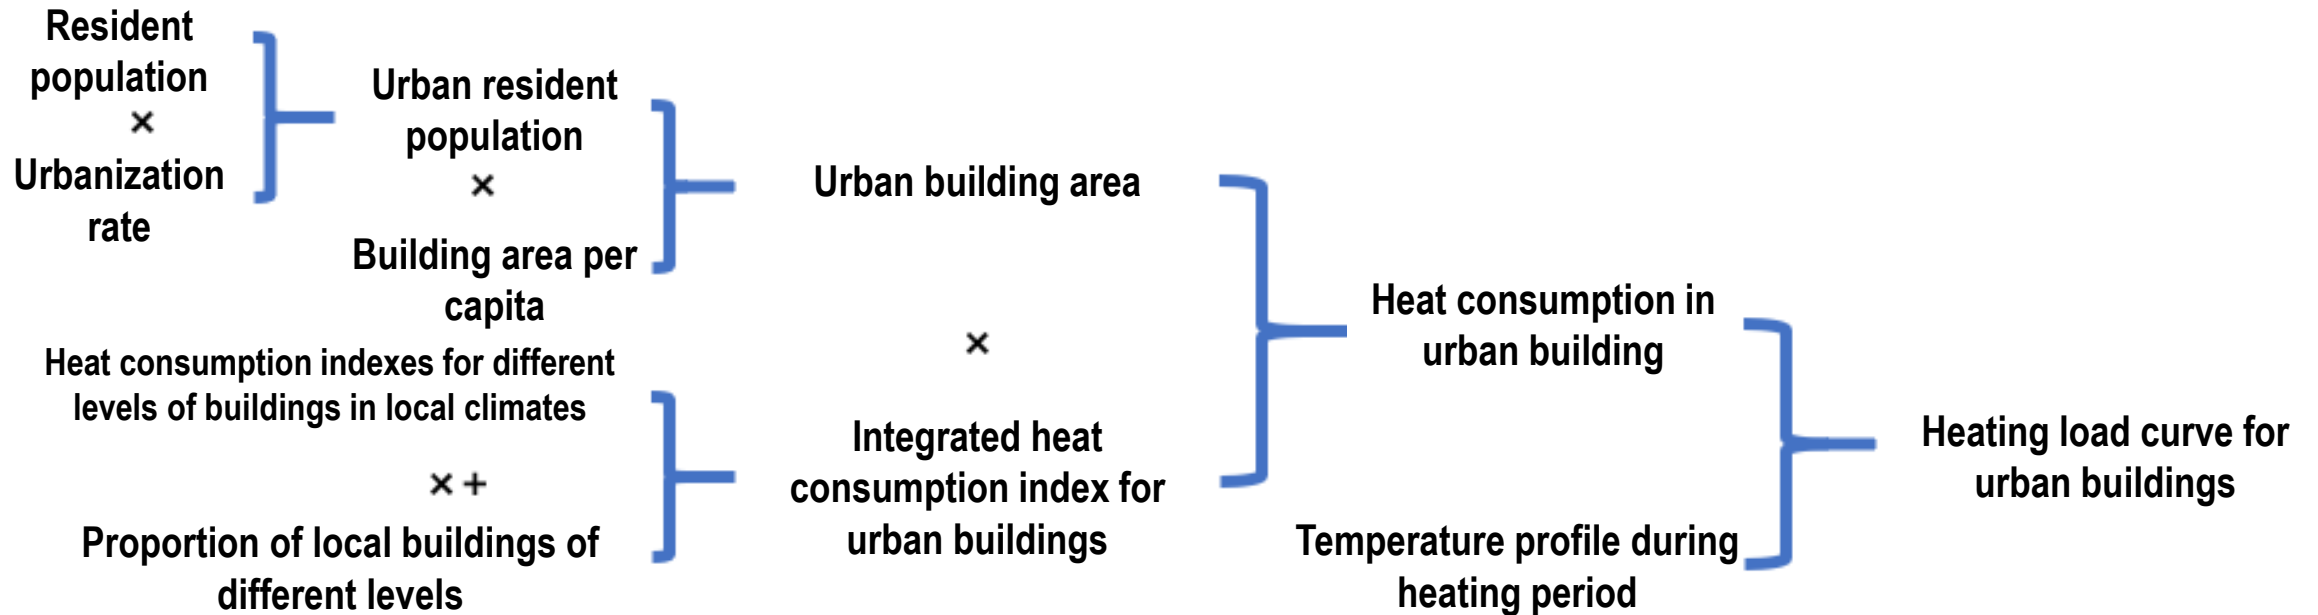 Resident
population
×
Urbanization
rate
Urban resident
population
×
Building area per
capita
Heat consumption indexes for different
levels of buildings in local climates
×+
Proportion of local buildings of
different levels
Urban building area
×
Integrated heat
consumption index for
urban buildings
Heat consumption in
urban building
Temperature profile during
heating period
Heating load curve for
urban buildings